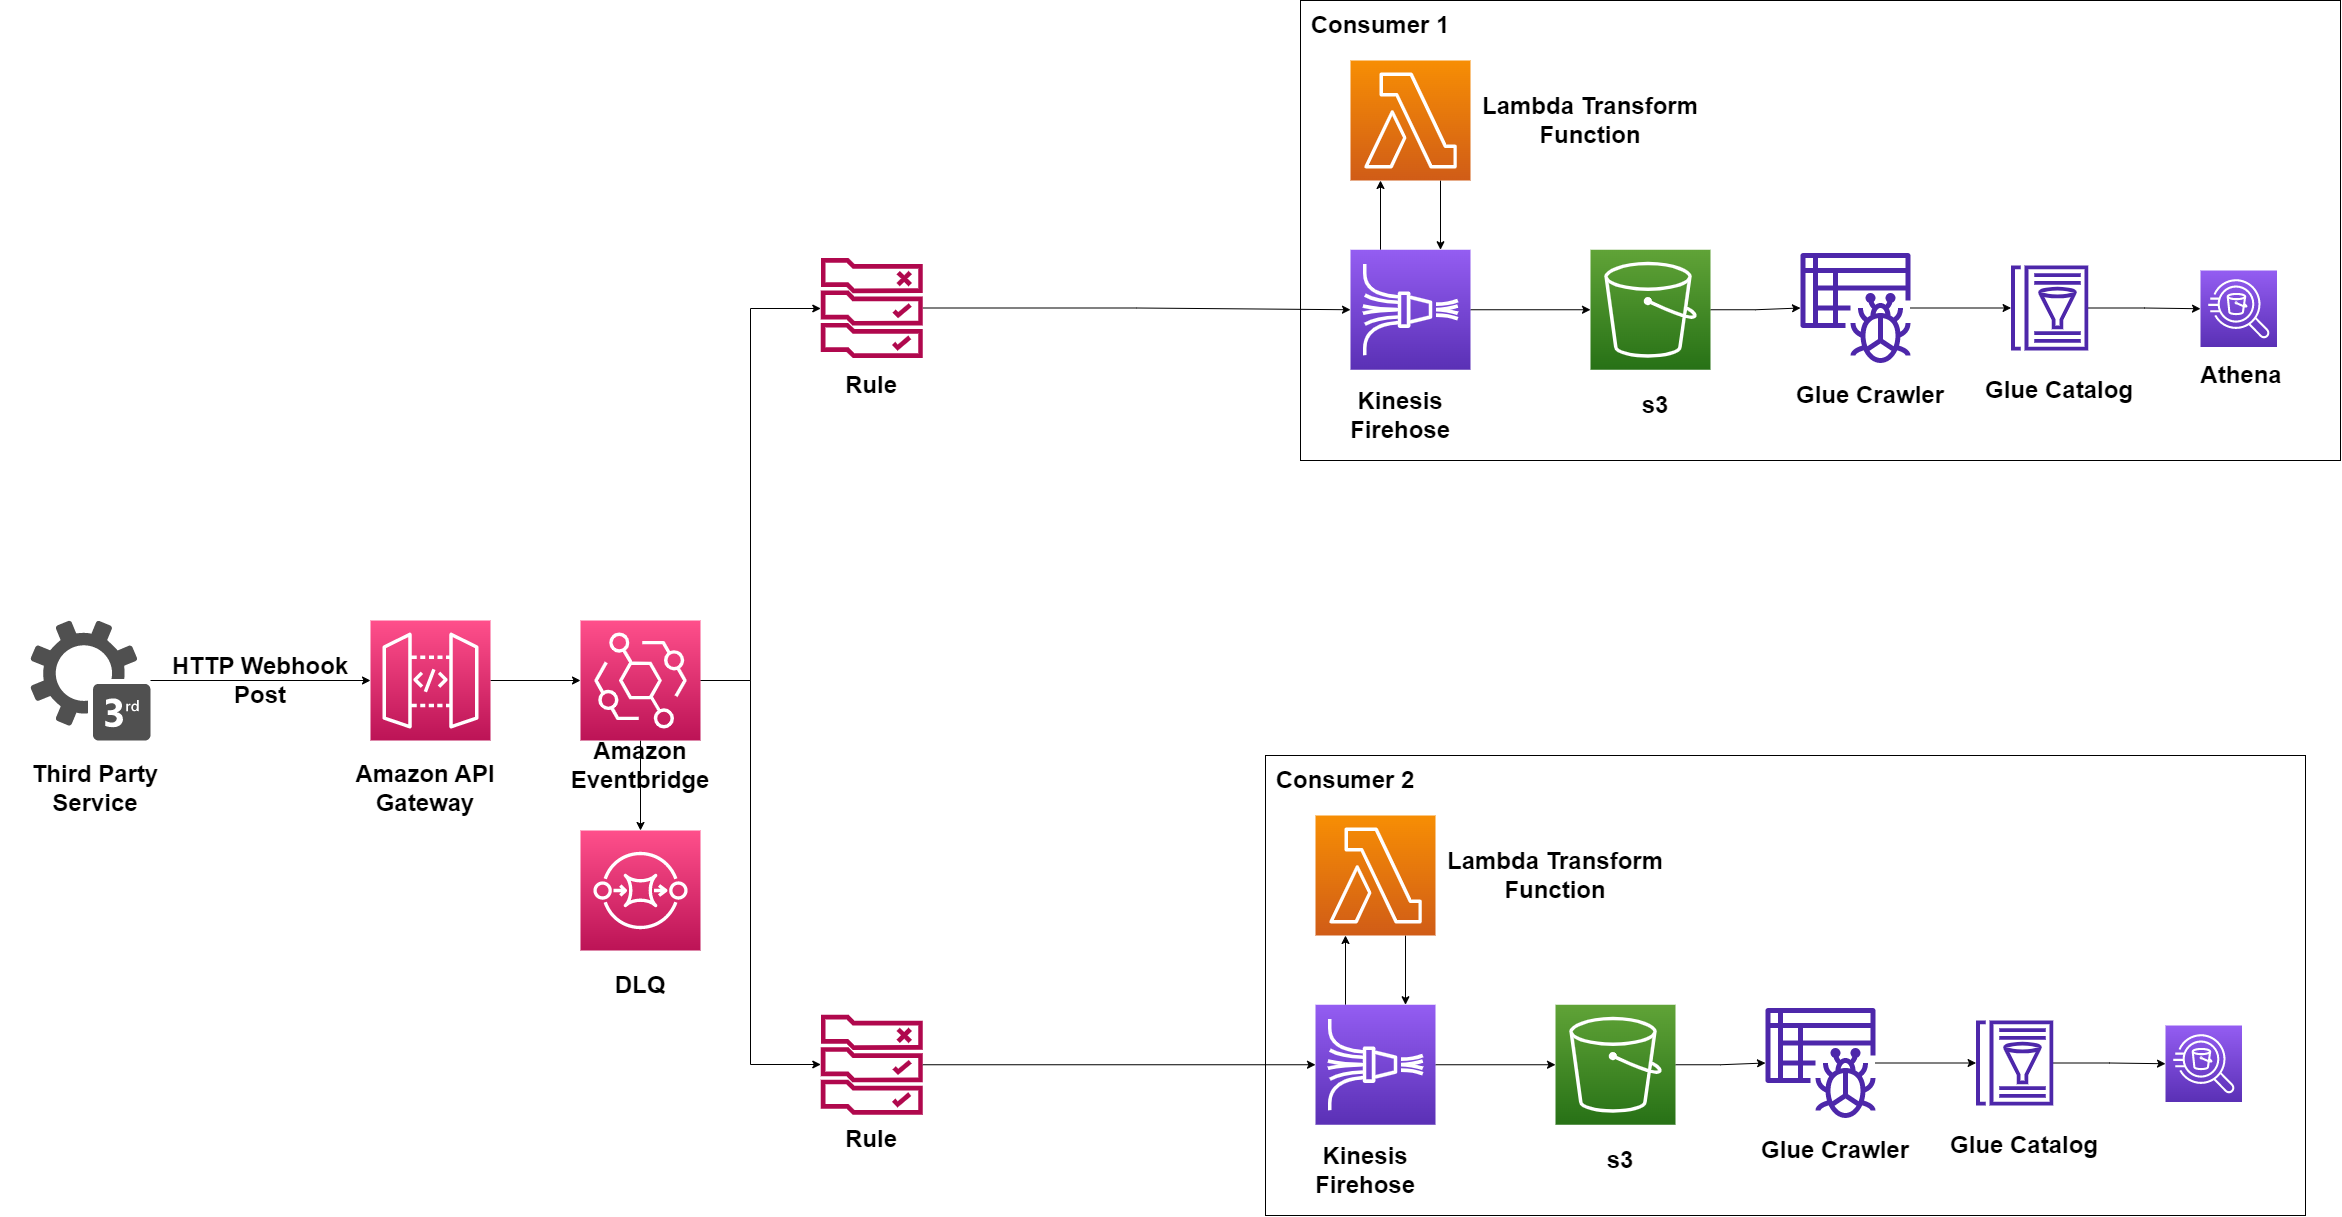 Consumer 1
Lambda Transform
Function
Kinesis
Firehose
s3
Glue Crawler
Glue Catalog
Athena
Rule
3rd
Third Party
Service
HTTP Webhook
Post
</>
Amazon API
Gateway
Amazon
Eventbridge
DLQ
Rule
Consumer 2
Lambda Transform
Function
Kinesis
Firehose
s3
Glue Crawler
Glue Catalog